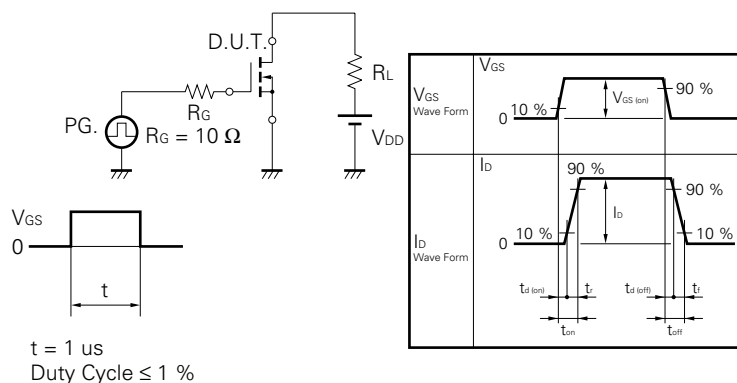 D.U.T.
RL
RG
PG.
RG = 10 Ω
VDD
VGS
0
t
t = 1 us
Duty Cycle ≤ 1 %
VGS
Wave Form
VGS
10 %
0
VGS (on)
90 %
ID
Wave Form
ID
90 %
90 %
10 %
0
ID
10 %
td (on)
tr
td (off)
tf
ton
toff